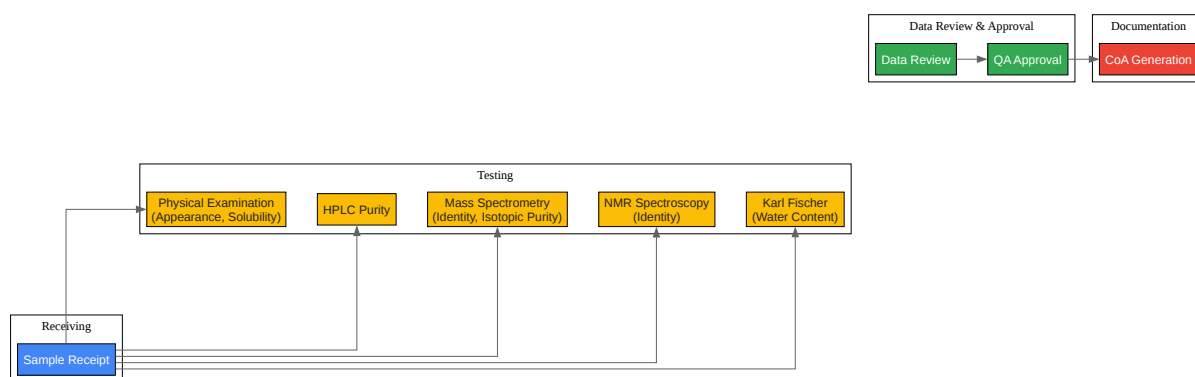 Data Review & Approval
Documentation
Data Review
QA Approval
CoA Generation
Testing
Physical Examination
(Appearance, Solubility)
HPLC Purity
Mass Spectrometry
(Identity, Isotopic Purity)
NMR Spectroscopy
(Identity)
Karl Fischer
(Water Content)
Receiving
Sample Receipt